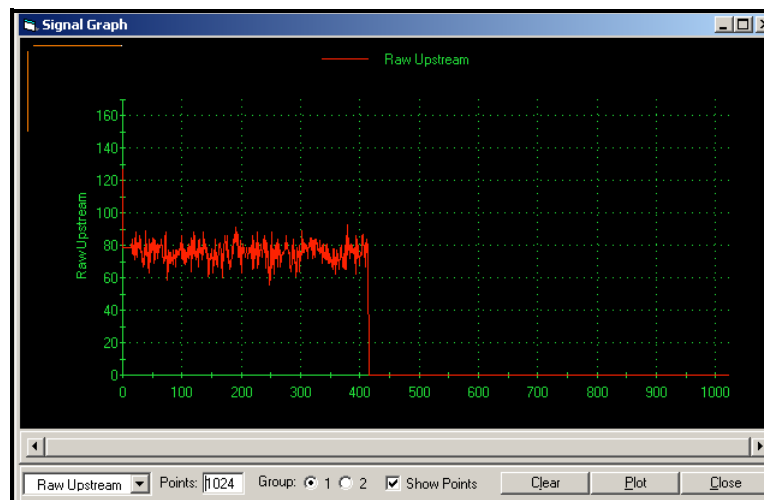 Signal Graph
Raw Upstream
160
140
120
100
80
60
40
20
0
Raw Upstream
0 100 200 300 400 500 600 700 800 900 1000
Raw Upstream Points: 1024 Group: 1 2 Show Points Clear Plot Close